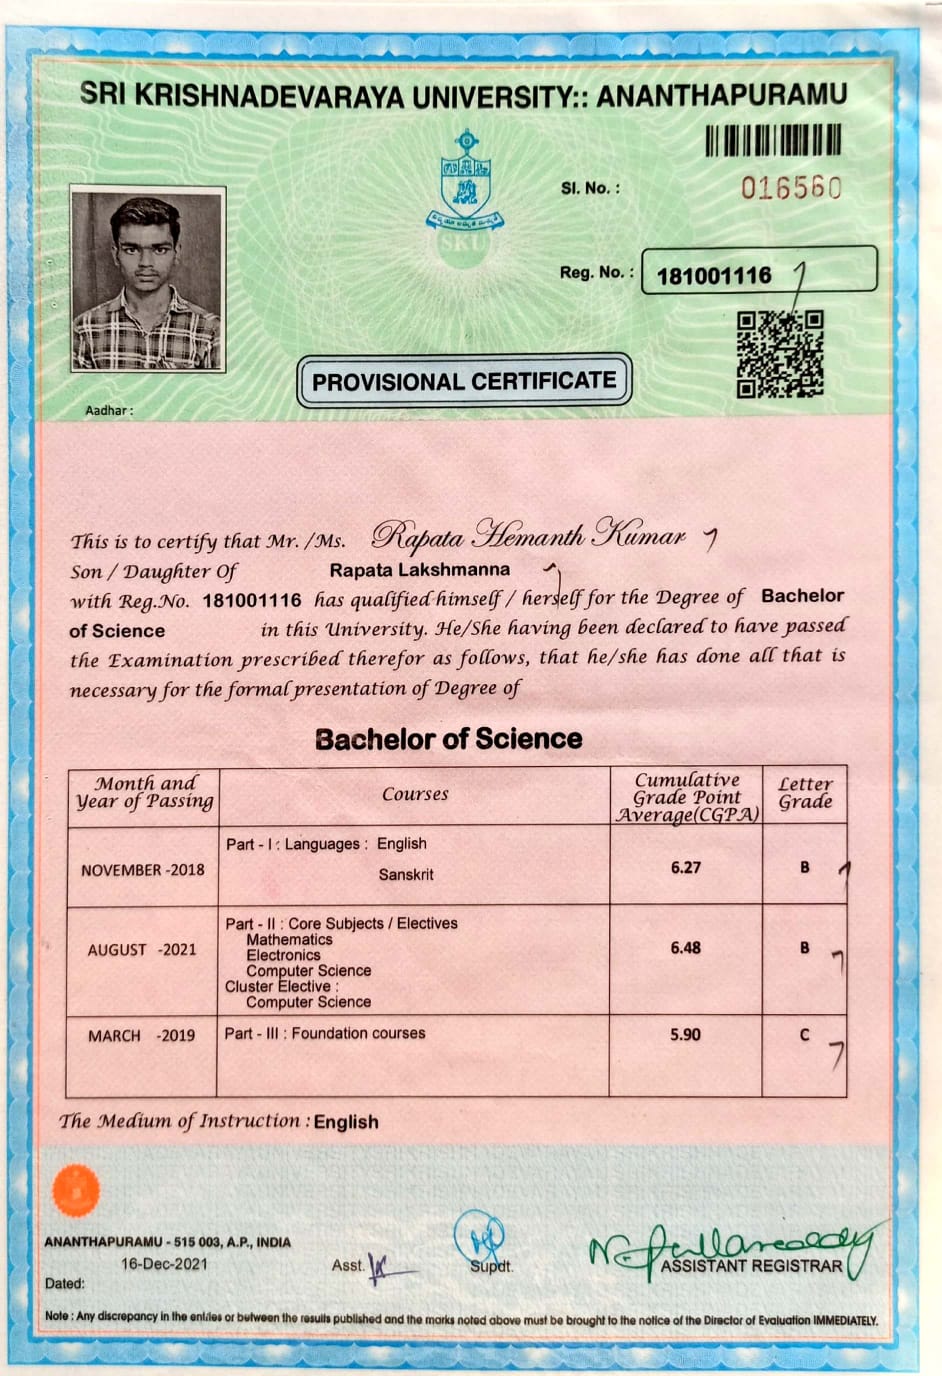 SRI KRISHNADEVARAYA UNIVERSITY:: ANANTHAPURAMU
Sl. No. : 016560
SKU
Reg. No. : 181001116
PROVISIONAL CERTIFICATE
Aadhar :
This is to certify that Mr. /Ms. Rapata Hemanth Kumar
Son / Daughter Of Rapata Lakshmanna
with Reg.No. 181001116 has qualified himself / herself for the Degree of Bachelor
of Science in this University. He/She having been declared to have passed
the Examination prescribed therefor as follows, that he/she has done all that is
necessary for the formal presentation of Degree of
Bachelor of Science
Month and Year of Passing Courses Cumulative Grade Point Average(CGPA) Letter Grade
NOVEMBER -2018 Part - I : Languages : English 6.27 B
Sanskrit
AUGUST -2021 Part - II : Core Subjects / Electives 6.48 B
Mathematics
Electronics
Computer Science
Cluster Elective :
Computer Science
MARCH -2019 Part - III : Foundation courses 5.90 C
The Medium of Instruction : English
ANANTHAPURAMU - 515 003, A.P., INDIA
16-Dec-2021
Dated:
Asst.
Supdt.
ASSISTANT REGISTRAR
Note : Any discrepancy in the entries or between the results published and the marks noted above must be brought to the notice of the Director of Evaluation IMMEDIATELY.